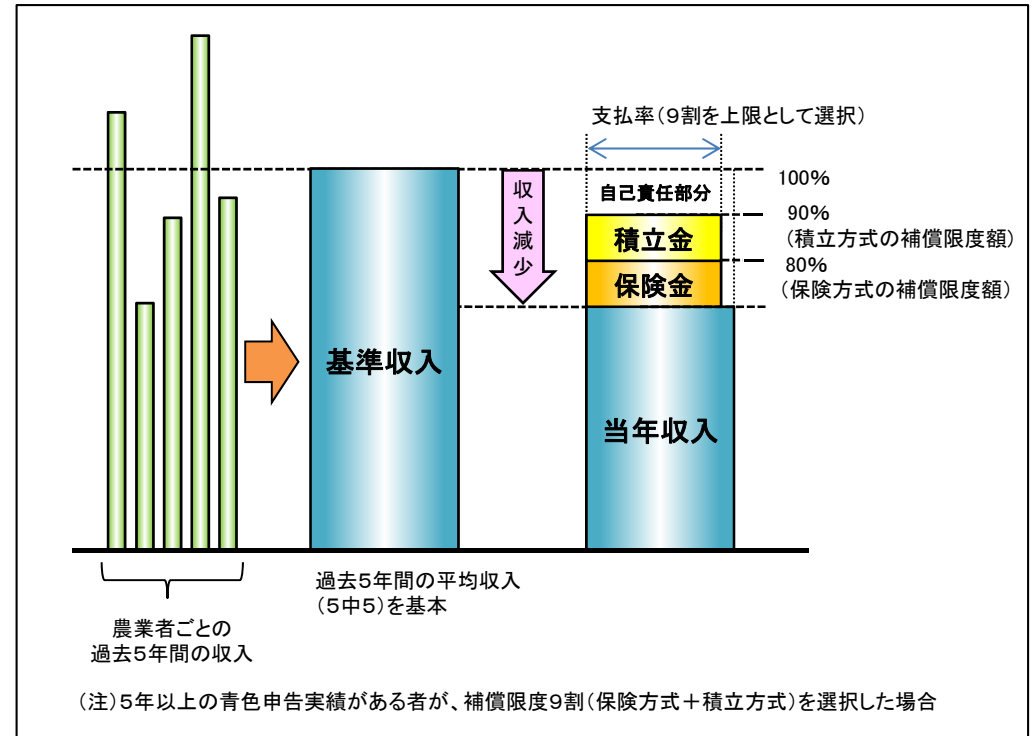 支払率(9割を上限として選択)
100%
自己責任部分
90%
(積立方式の補償限度額)
80%
(保険方式の補償限度額)
収入減少
積立金
保険金
基準収入
当年収入
過去5年間の平均収入
(5中5)を基本
農業者ごとの
過去5年間の収入
(注)5年以上の青色申告実績がある者が、補償限度9割(保険方式+積立方式)を選択した場合